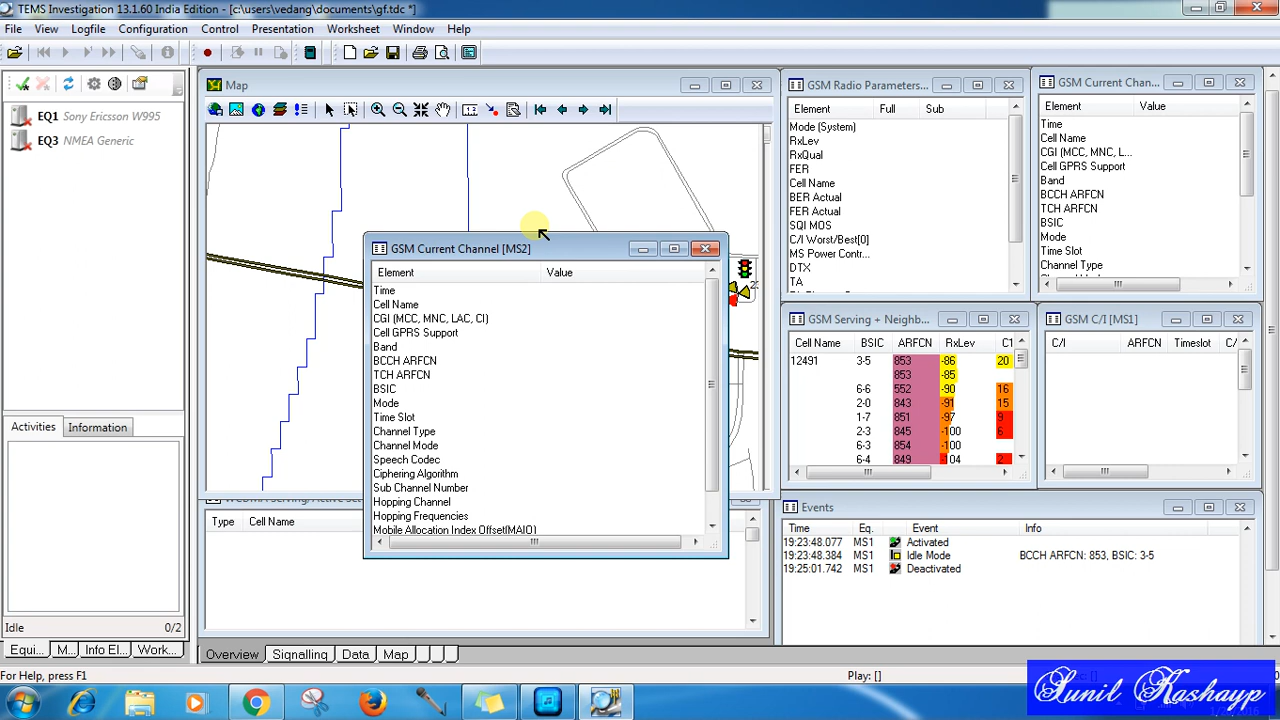 TEMS Investigation 13.1.60 India Edition - [c:\users\vedang\documents\gf.tdc *]
File View Logfile Configuration Control Presentation Worksheet Window Help
EQ1 Sony Ericsson W995
EQ3 NMEA Generic
Activities Information
Idle 0/2
Equi... M... Info El... Work...
Map
GSM Current Channel [MS2]
Element Value
Time
Cell Name
CGI (MCC, MNC, LAC, CI)
Cell GPRS Support
Band
BCCH ARFCN
TCH ARFCN
BSIC
Mode
Time Slot
Channel Type
Channel Mode
Speech Codec
Ciphering Algorithm
Sub Channel Number
Hopping Channel
Hopping Frequencies
Mobile Allocation Index Offset(MAIO)
Type Cell Name
Overview Signalling Data Map
GSM Radio Parameters...
Element Full Sub
Mode (System)
RxLev
RxQual
FER
Cell Name
BER Actual
FER Actual
SQI MOS
C/I Worst/Best[0]
MS Power Contr...
DTX
TA
GSM Current Chan...
Element Value
Time
Cell Name
CGI (MCC, MNC, L...
Cell GPRS Support
Band
BCCH ARFCN
TCH ARFCN
BSIC
Mode
Time Slot
Channel Type
GSM Serving + Neighb...
Cell Name BSIC ARFCN RxLev C1
12491 3-5 853 -86 20
853 -85
6-6 552 -90 16
2-0 843 -91 15
1-7 851 -97 9
2-3 845 -100 6
6-3 854 -100
6-4 849 -104 2
GSM C/I [MS1]
C/I ARFCN Timeslot C/
Events
Time Eq. Event Info
19:23:48.077 MS1 Activated
19:23:48.384 MS1 Idle Mode BCCH ARFCN: 853, BSIC: 3-5
19:25:01.742 MS1 Deactivated
For Help, press F1 Play: []
Sunil Kashayp